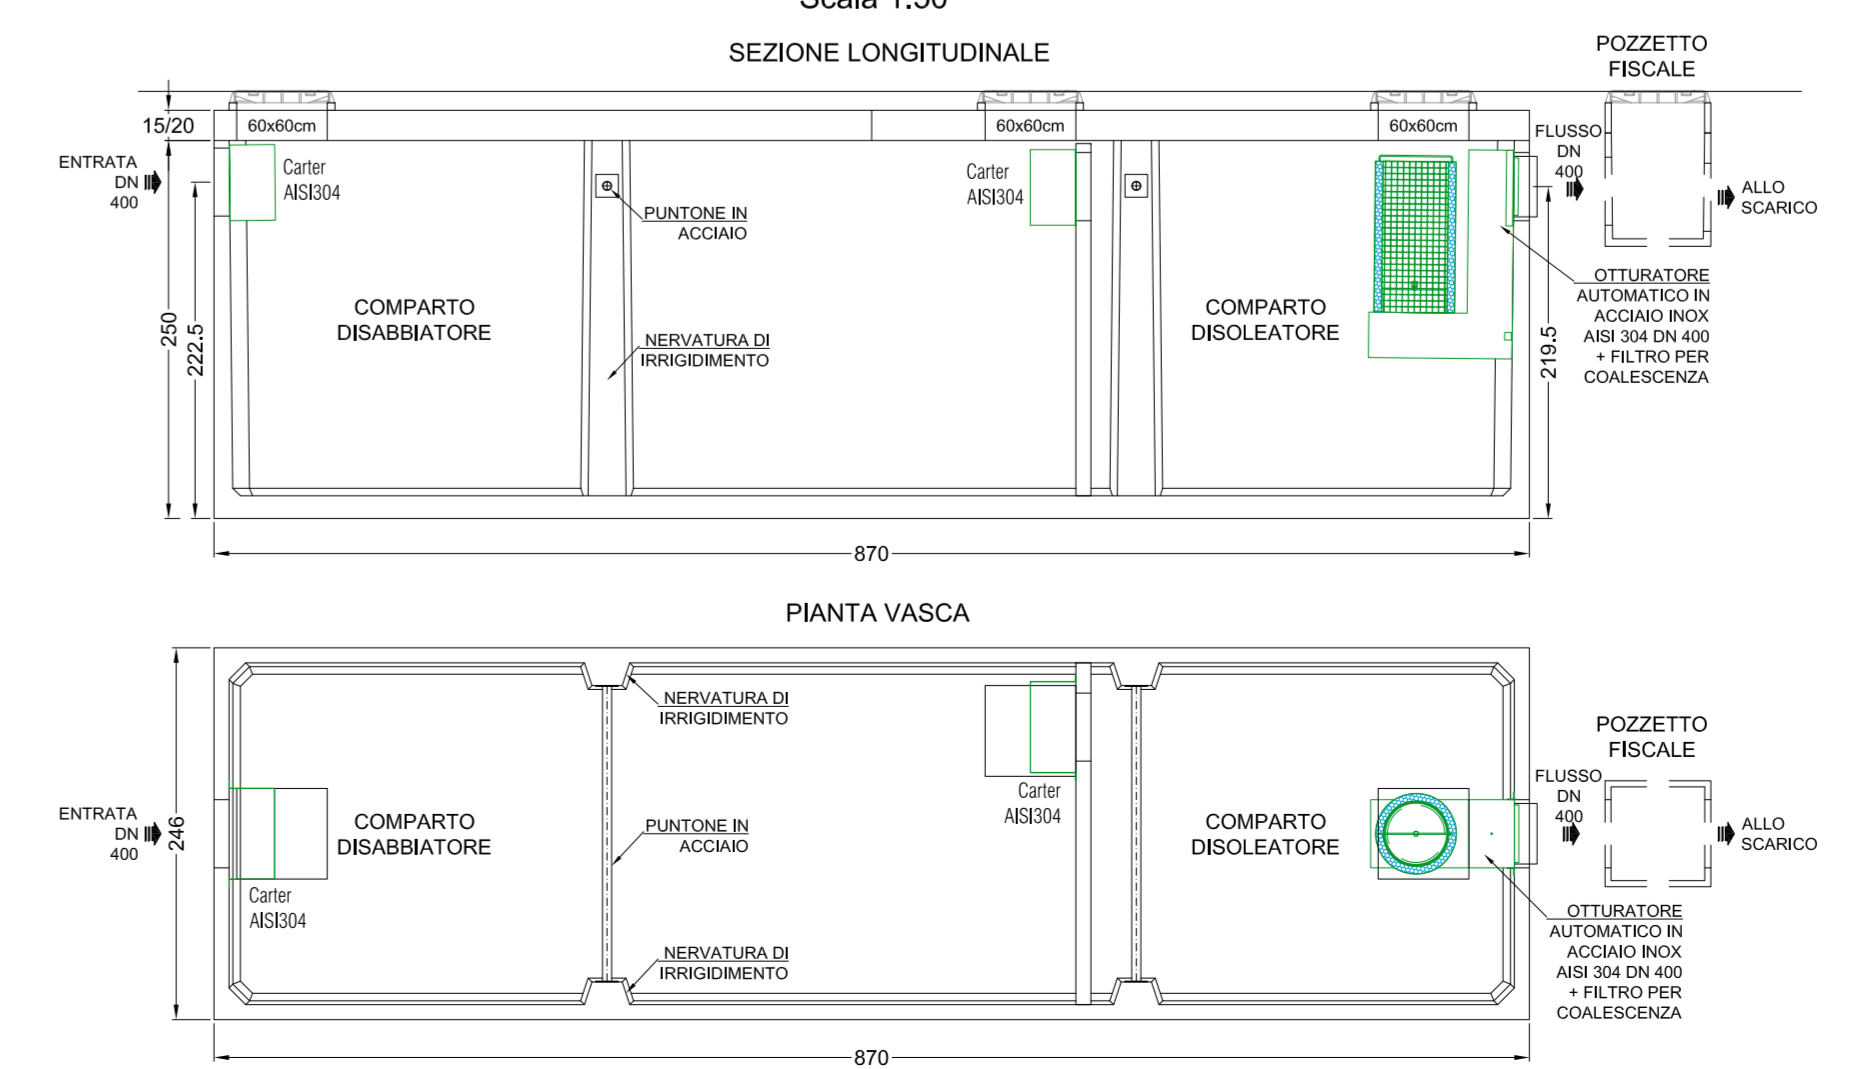 Scala 1:50
SEZIONE LONGITUDINALE
POZZETTO
FISCALE
15/20
60x60cm
60x60cm
60x60cm
FLUSSO
DN
400
ENTRATA
DN
400
Carter
AISI304
Carter
AISI304
ALLO
SCARICO
PUNTONE IN
ACCIAIO
OTTURATORE
AUTOMATICO IN
ACCIAIO INOX
AISI 304 DN 400
+ FILTRO PER
COALESCENZA
COMPARTO
DISABBIATORE
COMPARTO
DISOLEATORE
NERVATURA DI
IRRIGIDIMENTO
250
222.5
219.5
870
PIANTA VASCA
NERVATURA DI
IRRIGIDIMENTO
POZZETTO
FISCALE
FLUSSO
DN
400
Carter
AISI304
ENTRATA
DN
400
246
COMPARTO
DISABBIATORE
PUNTONE IN
ACCIAIO
COMPARTO
DISOLEATORE
ALLO
SCARICO
Carter
AISI304
OTTURATORE
AUTOMATICO IN
ACCIAIO INOX
AISI 304 DN 400
+ FILTRO PER
COALESCENZA
NERVATURA DI
IRRIGIDIMENTO
870